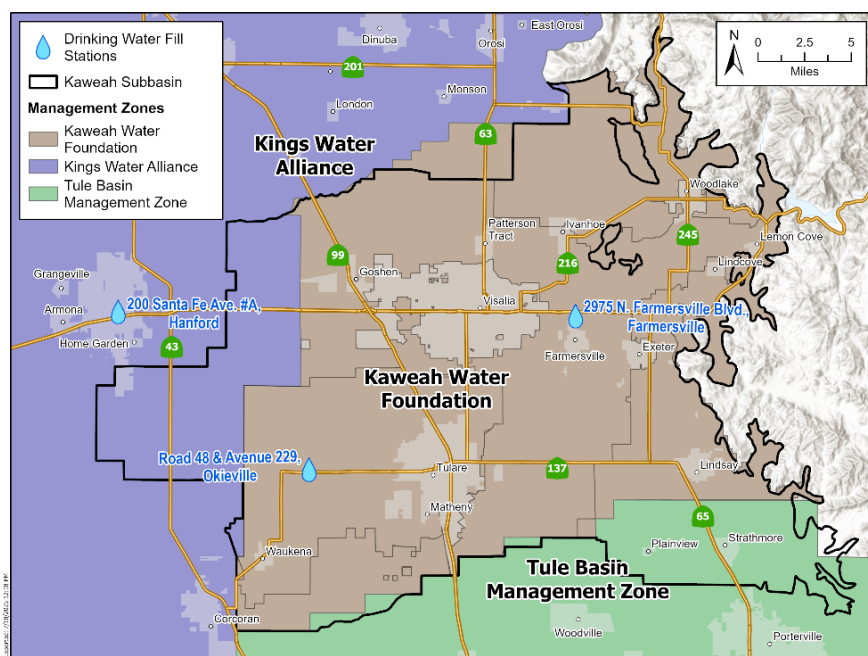 Drinking Water Fill
Stations
Kaweah Subbasin
Management Zones
Kaweah Water
Foundation
Kings Water Alliance
Tule Basin
Management Zone
N
0 2.5 5
Miles
Dinuba
East Orosi
Orosi
201
London
Monson
63
Kings Water
Alliance
Woodlake
Patterson
Tract
Ivanhoe
245
Lemon Cove
99
216
Lindcove
Goshen
Grangeville
Visalia
200 Santa Fe Ave. #A,
Hanford
2975 N. Farmersville Blvd.,
Farmersville
Armona
Home Garden
43
Farmersville
Exeter
Kaweah Water
Foundation
Road 48 & Avenue 229,
Okieville
Tulare
137
Lindsay
Matheny
65
Waukena
Plainview
Strathmore
Tule Basin
Management Zone
Corcoran
Woodville
Porterville